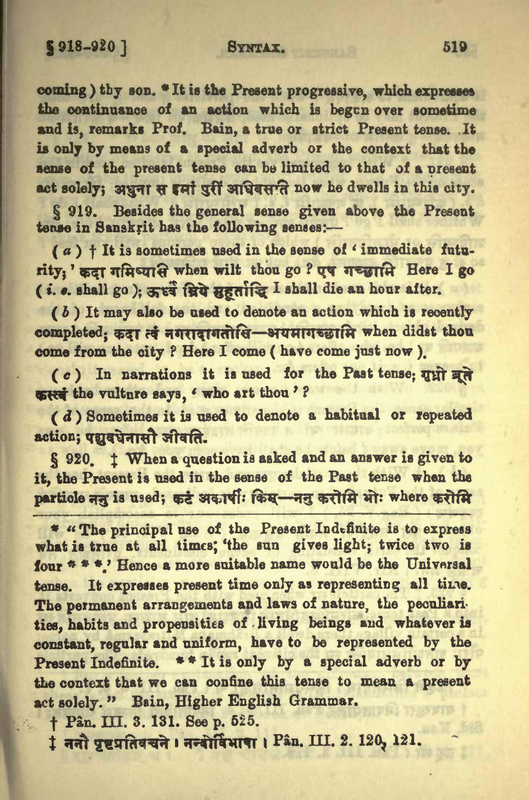 § 918-920 ] SYNTAX. 519
coming ) thy son. * It is the Present progressive, which expresses
the continuance of an action which is begun over sometime
and is, remarks Prof. Bain, a true or strict Present tense. It
is only by means of a special adverb or the context that the
sense of the present tense can be limited to that of a present
act solely; अधुना स इमां पुरीं आधिवसति now he dwells in this city.
§ 919. Besides the general sense given above the Present
tense in Sanskṛit has the following senses:—
( a ) † It is sometimes used in the sense of ‘ immediate futu-
rity; ’ कदा गमिष्यासि when wilt thou go ? एष गच्छामि Here I go
( i. e. shall go ); ऊर्ध्वं म्रिये मुहूर्ताद्धि I shall die an hour after.
( b ) It may also be used to denote an action which is recently
completed; कदा त्वं नगरादागतोसि—अयमागच्छामि when didst thou
come from the city ? Here I come ( have come just now ).
( c ) In narrations it is used for the Past tense; गृध्रो ब्रूते
कस्त्वं the vulture says, ‘ who art thou ’ ?
( d ) Sometimes it is used to denote a habitual or repeated
action; पशुवधेनासौ जीवति.
§ 920. ‡ When a question is asked and an answer is given to
it, the Present is used in the sense of the Past tense when the
particle ननु is used; कटं अकार्षीः किम्—ननु करोमि भोः where करोमि
* “ The principal use of the Present Indefinite is to express
what is true at all times; ‘the sun gives light; twice two is
four * * *.’ Hence a more suitable name would be the Universal
tense. It expresses present time only as representing all time.
The permanent arrangements and laws of nature, the peculiari-
ties, habits and propensities of living beings and whatever is
constant, regular and uniform, have to be represented by the
Present Indefinite. * * It is only by a special adverb or by
the context that we can confine this tense to mean a present
act solely. ” Bain, Higher English Grammar.
† Pân. III. 3. 131. See p. 525.
‡ ननौ पृष्टप्रतिवचने । नन्वोर्विभाषा । Pân. III. 2. 120, 121.